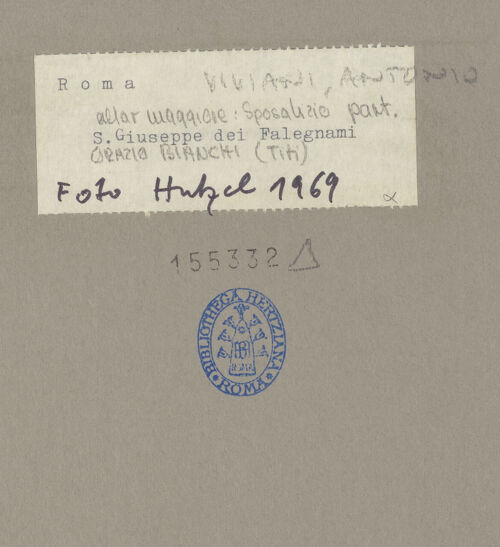 Roma VIVIANI, ANTONIO
altar maggiore: Sposalizio part.
S.Giuseppe dei Falegnami
ORAZIO BIANCHI (Titi)
Foto Hutzel 1969
155332 Δ
BIBLIOTHECA HERTZIANA
ROMA